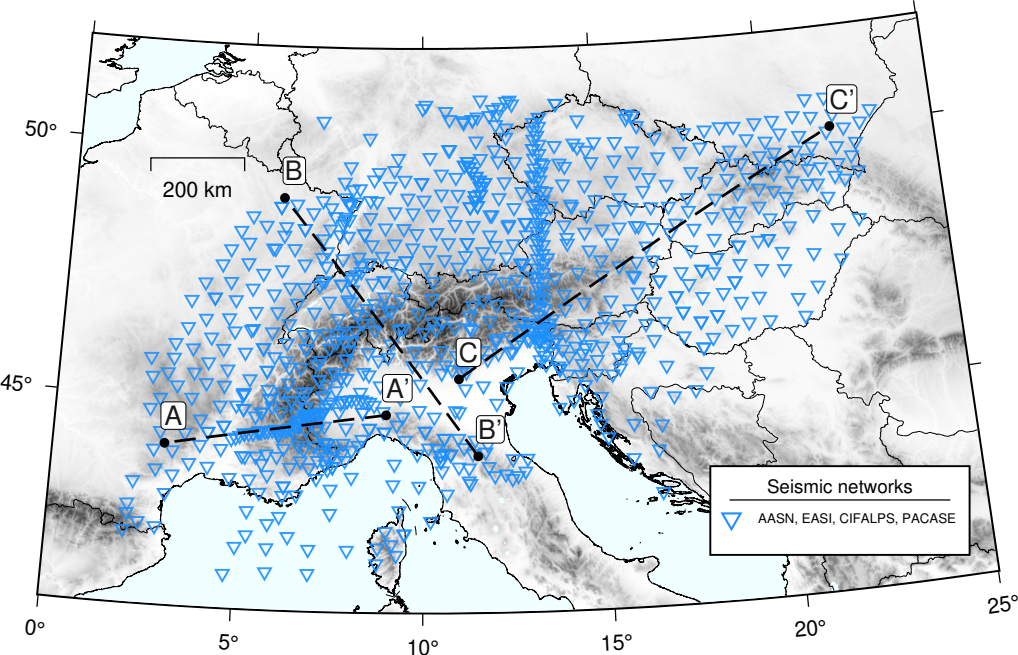 50°
C'
B
200 km
C
45°
A'
A
B'
Seismic networks
AASN, EASI, CIFALPS, PACASE
0°
5°
10°
15°
20°
25°